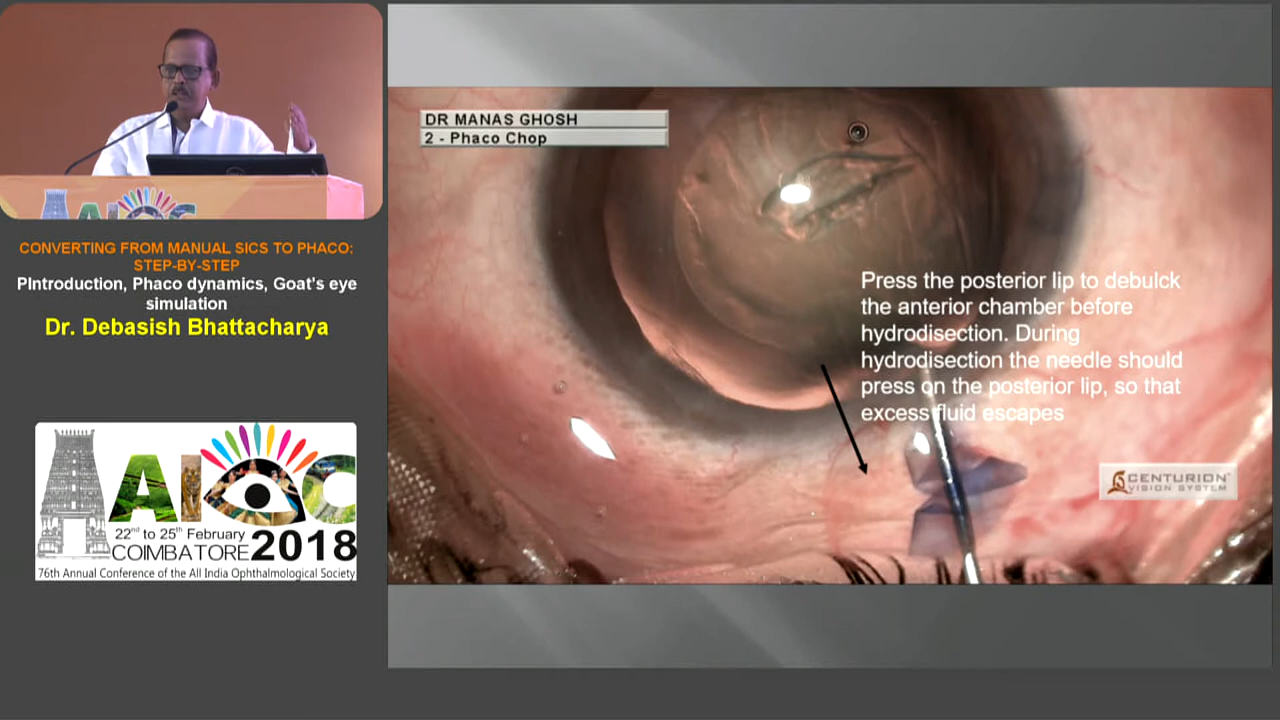 CONVERTING FROM MANUAL SICS TO PHACO:
STEP-BY-STEP
PIntroduction, Phaco dynamics, Goat's eye
simulation
Dr. Debasish Bhattacharya
AIOC
22nd to 25th February
COIMBATORE 2018
76th Annual Conference of the All India Ophthalmological Society
DR MANAS GHOSH
2 - Phaco Chop
Press the posterior lip to debulck
the anterior chamber before
hydrodisection. During
hydrodisection the needle should
press on the posterior lip, so that
excess fluid escapes
CENTURION
VISION SYSTEM
AIOC